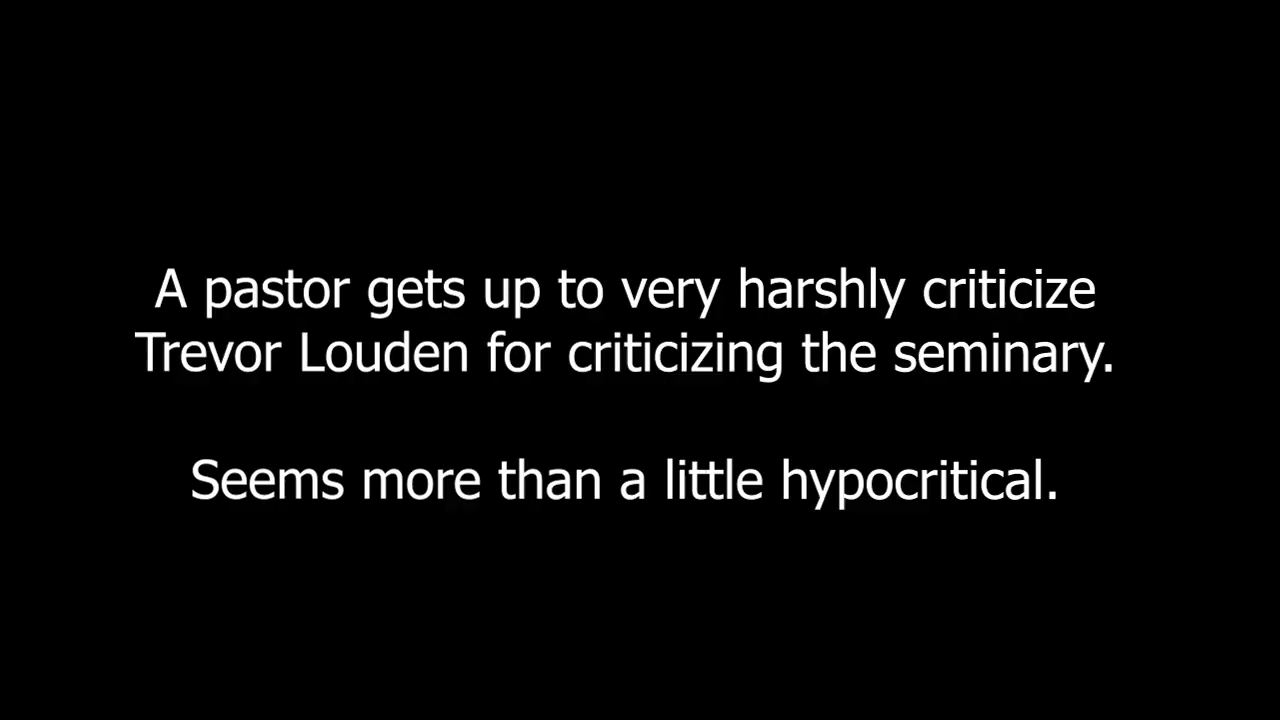 A pastor gets up to very harshly criticize
Trevor Louden for criticizing the seminary.
Seems more than a little hypocritical.